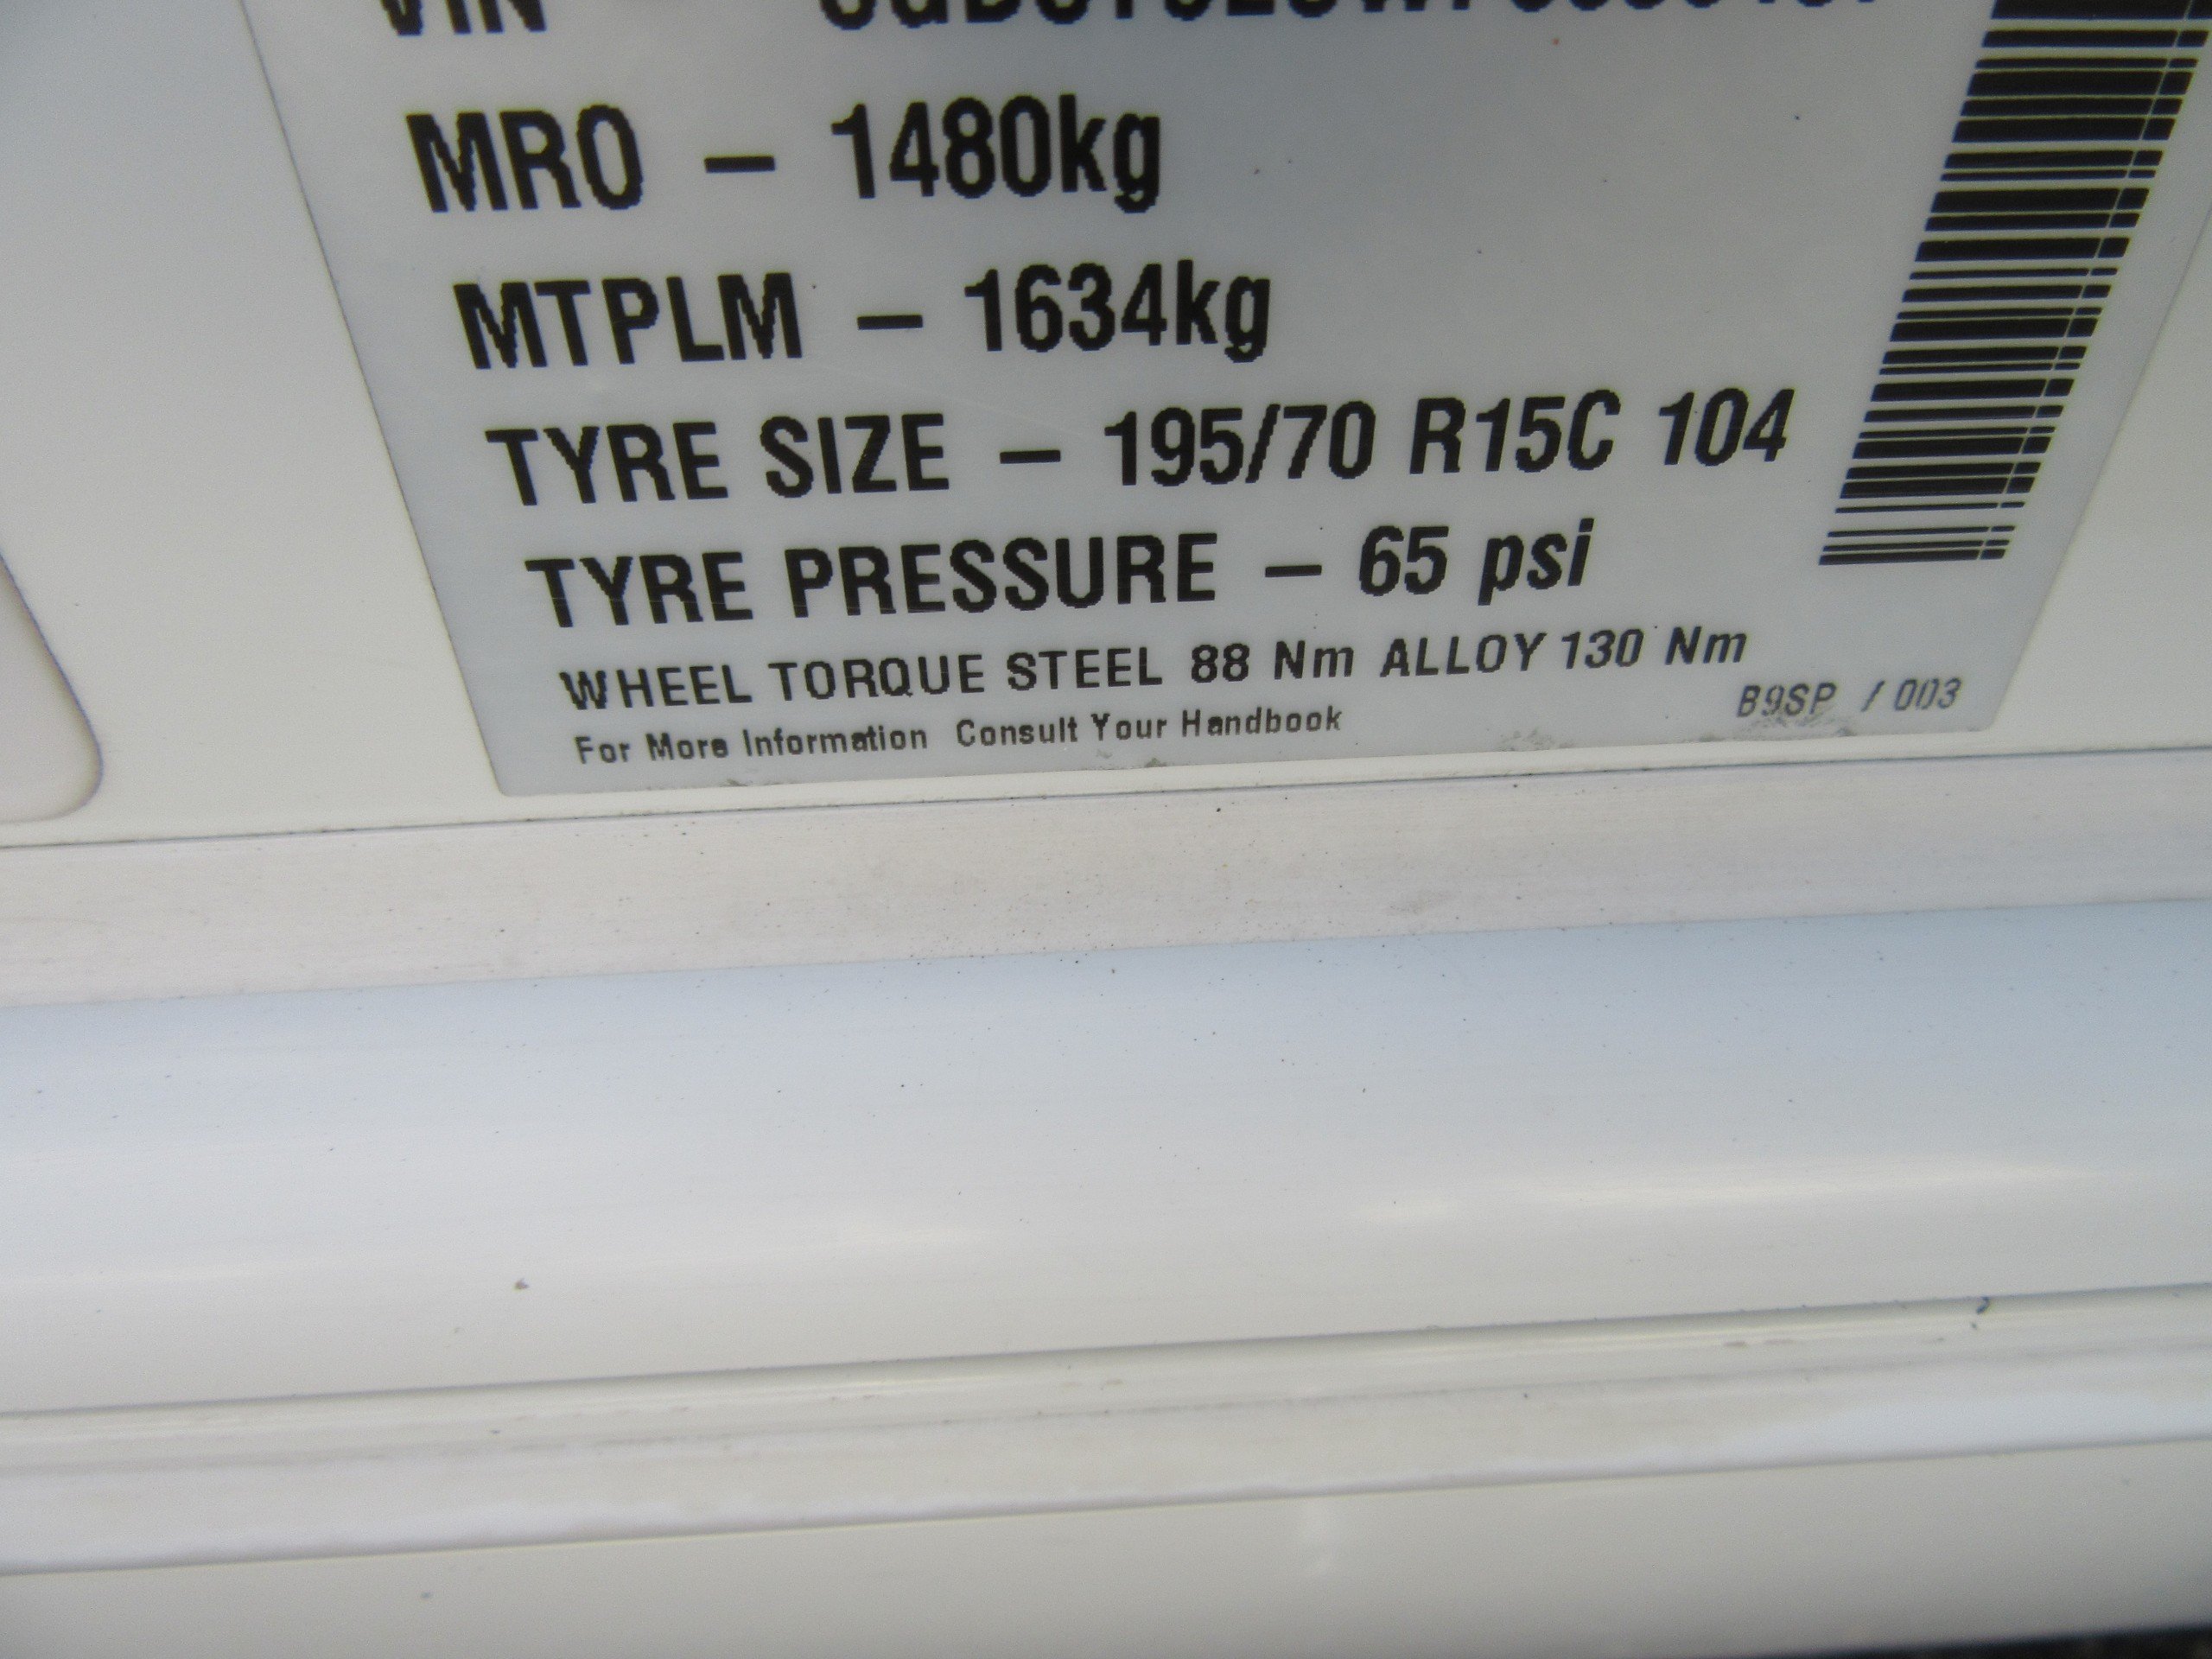 VIN
MRO – 1480kg
MTPLM – 1634kg
TYRE SIZE – 195/70 R15C 104
TYRE PRESSURE – 65 psi
WHEEL TORQUE STEEL 88 Nm ALLOY 130 Nm
For More Information Consult Your Handbook
B9SP / 003